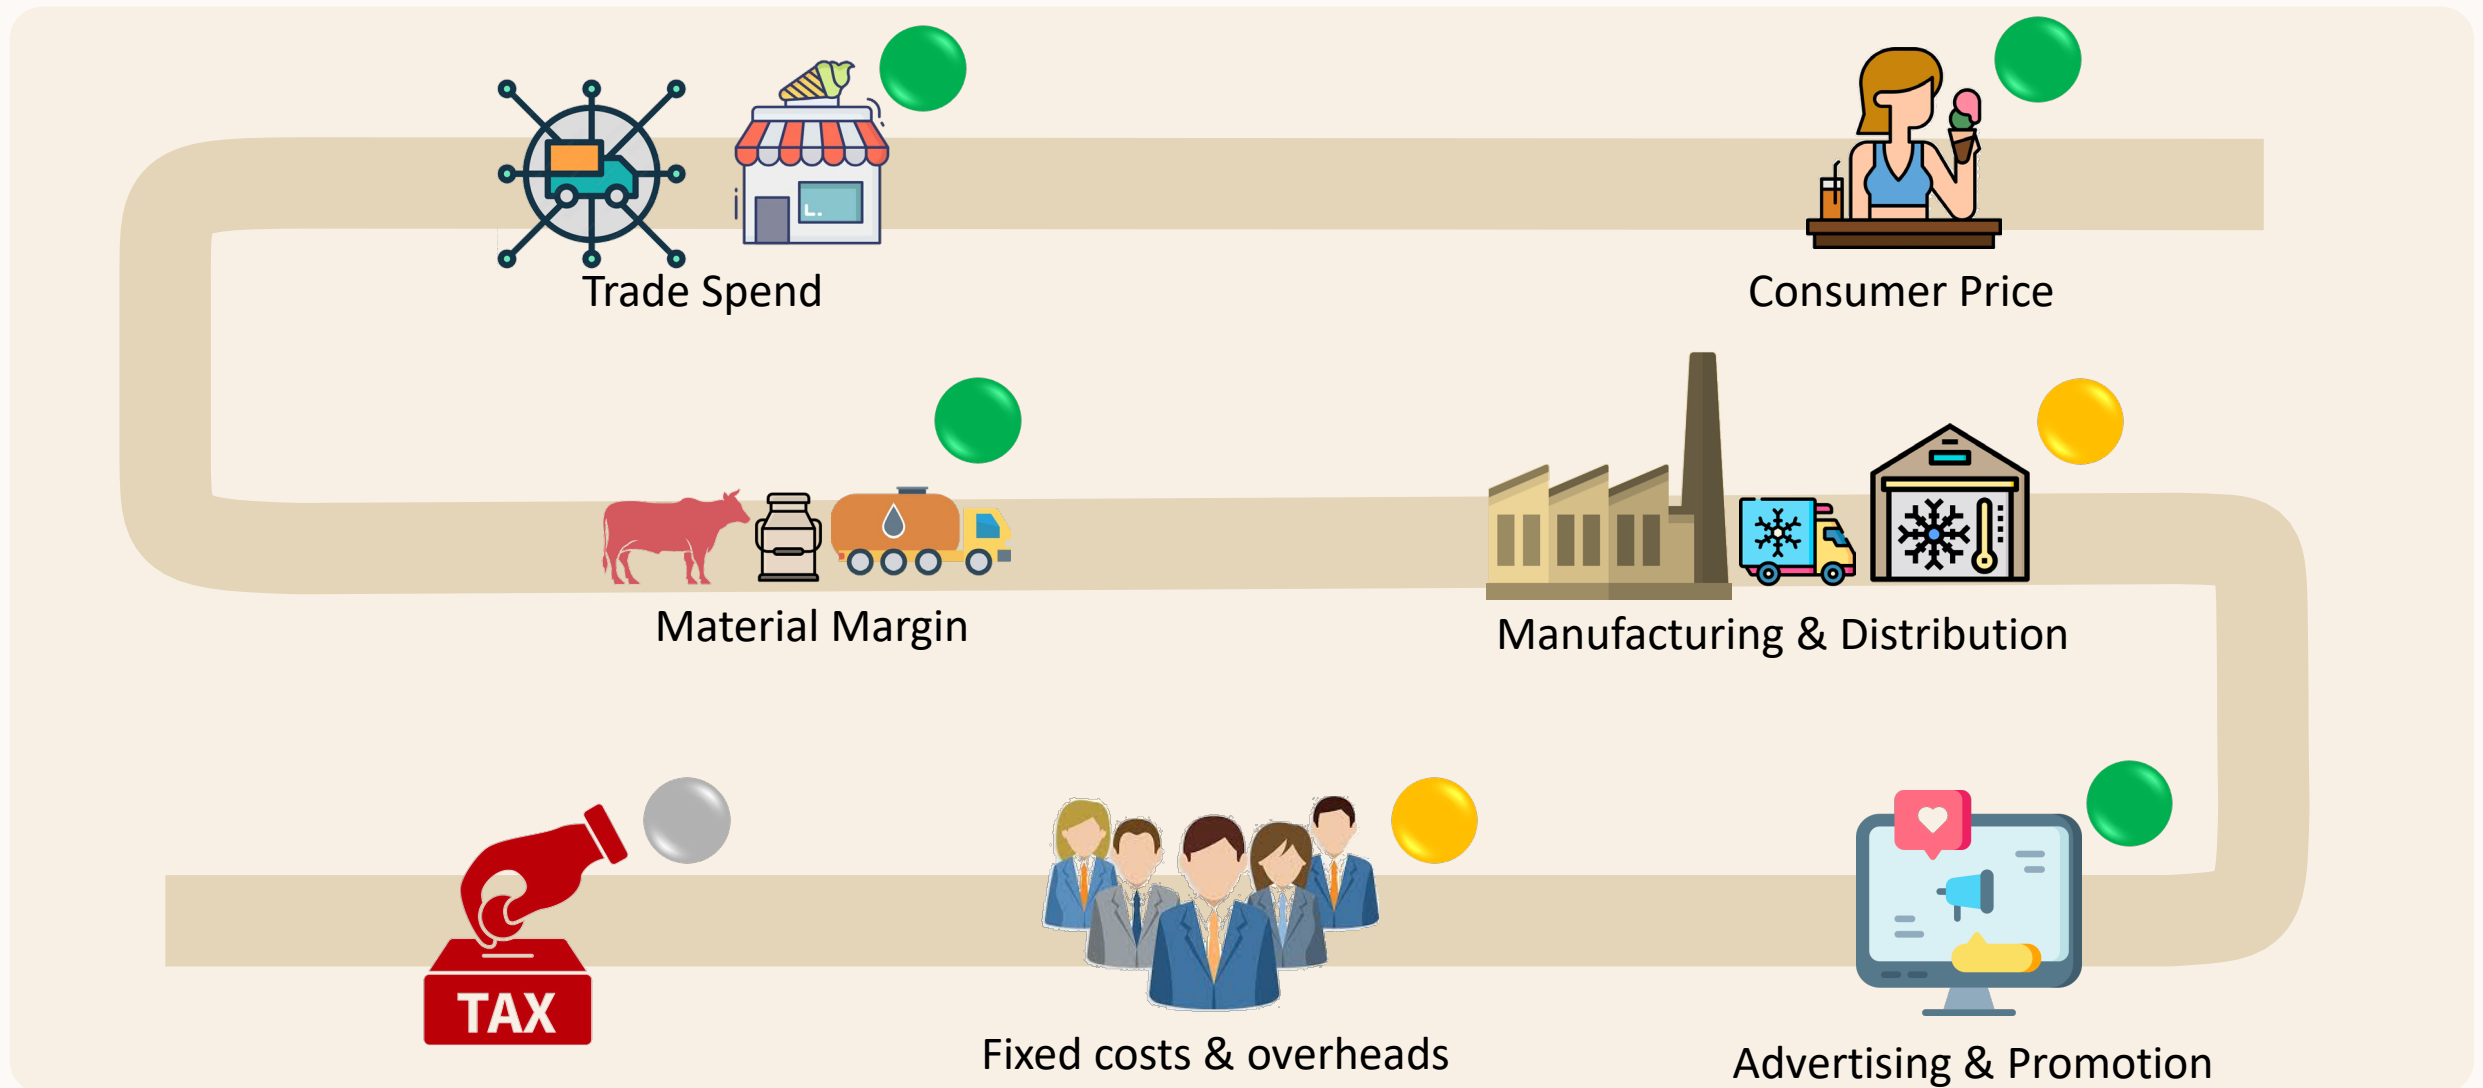 Trade Spend
Consumer Price
Material Margin
Manufacturing & Distribution
TAX
Fixed costs & overheads
Advertising & Promotion